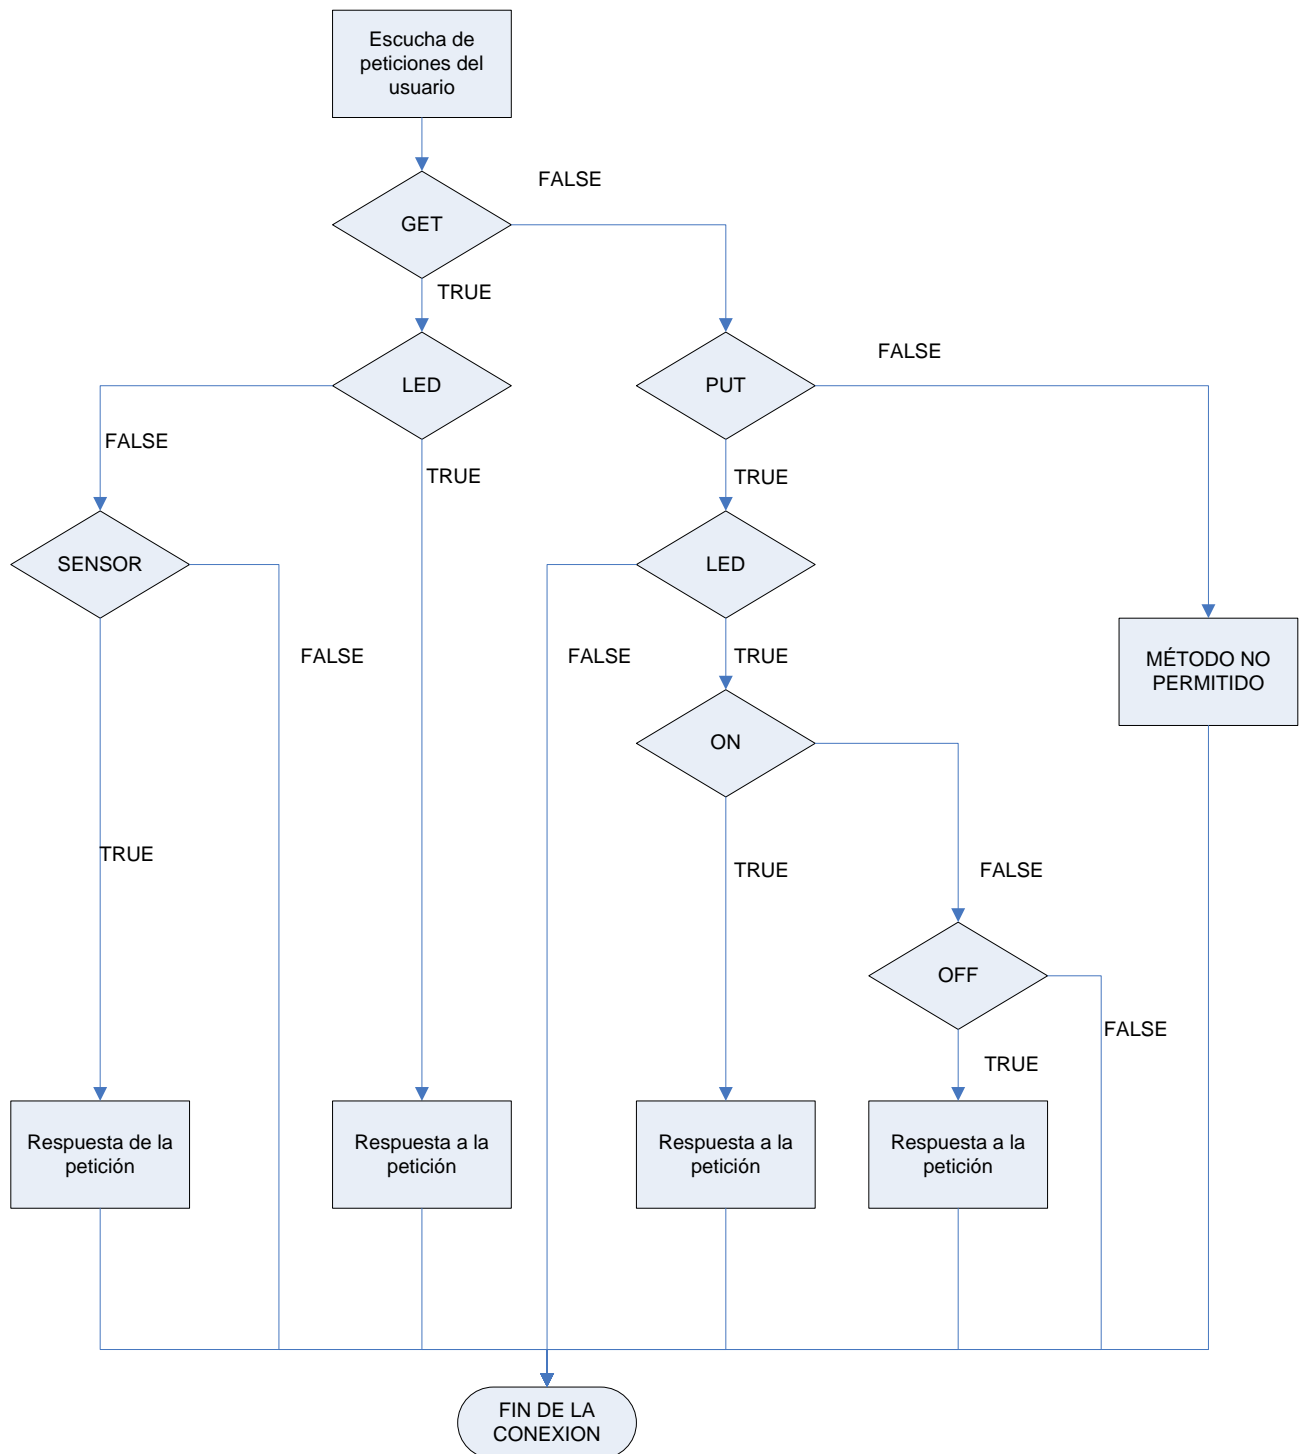 Escucha de
peticiones del
usuario
FALSE
GET
TRUE
FALSE
LED
PUT
FALSE
TRUE
TRUE
SENSOR
LED
FALSE
FALSE
TRUE
MÉTODO NO
PERMITIDO
ON
TRUE
TRUE
FALSE
OFF
FALSE
TRUE
Respuesta de la
petición
Respuesta a la
petición
Respuesta a la
petición
Respuesta a la
petición
FIN DE LA
CONEXION